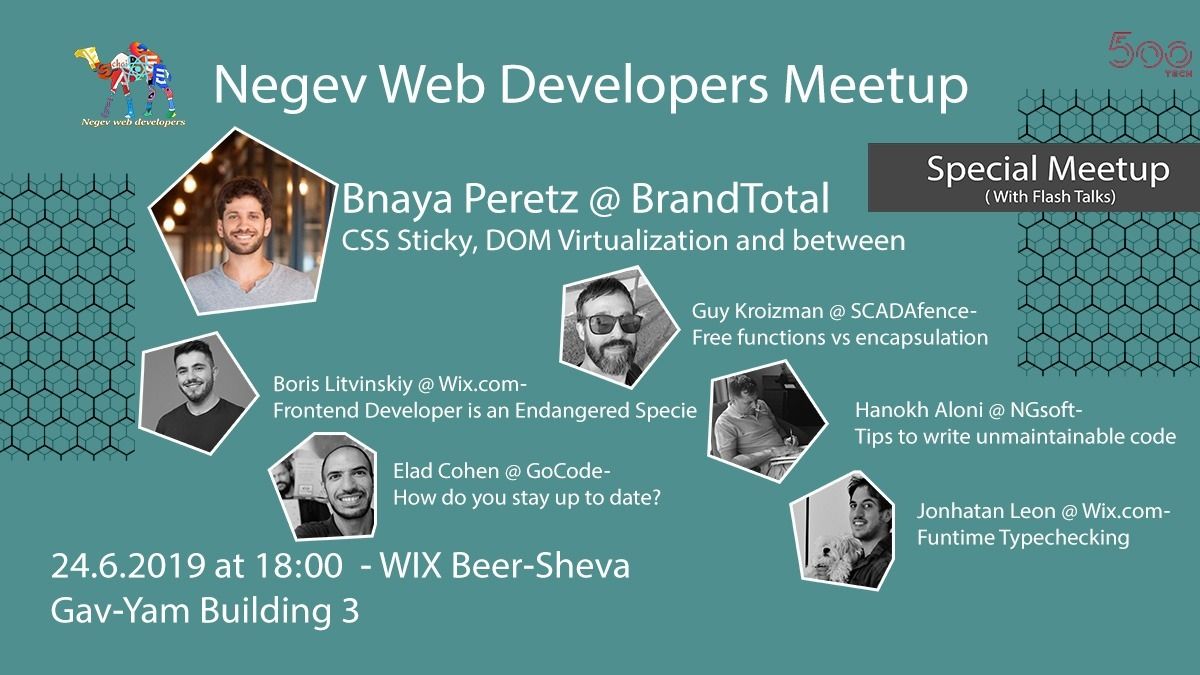 Negev web developers
Negev Web Developers Meetup
500
TECH
Special Meetup
( With Flash Talks)
Bnaya Peretz @ BrandTotal
CSS Sticky, DOM Virtualization and between
Guy Kroizman @ SCADAfence-
Free functions vs encapsulation
Boris Litvinskiy @ Wix.com-
Frontend Developer is an Endangered Specie
Hanokh Aloni @ NGsoft-
Tips to write unmaintainable code
Elad Cohen @ GoCode-
How do you stay up to date?
Jonhatan Leon @ Wix.com-
Funtime Typechecking
24.6.2019 at 18:00 - WIX Beer-Sheva
Gav-Yam Building 3